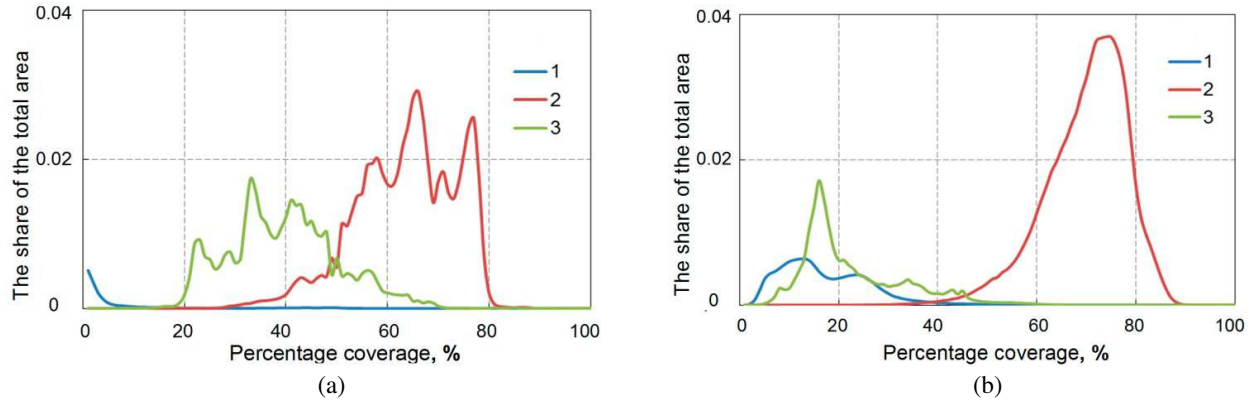 0.04
The share of the total area
0.02
0
1
2
3
0 20 40 60 80 100
Percentage coverage, %
(a)
0.04
The share of the total area
0.02
0
1
2
3
0 20 40 60 80 100
Percentage coverage, %
(b)